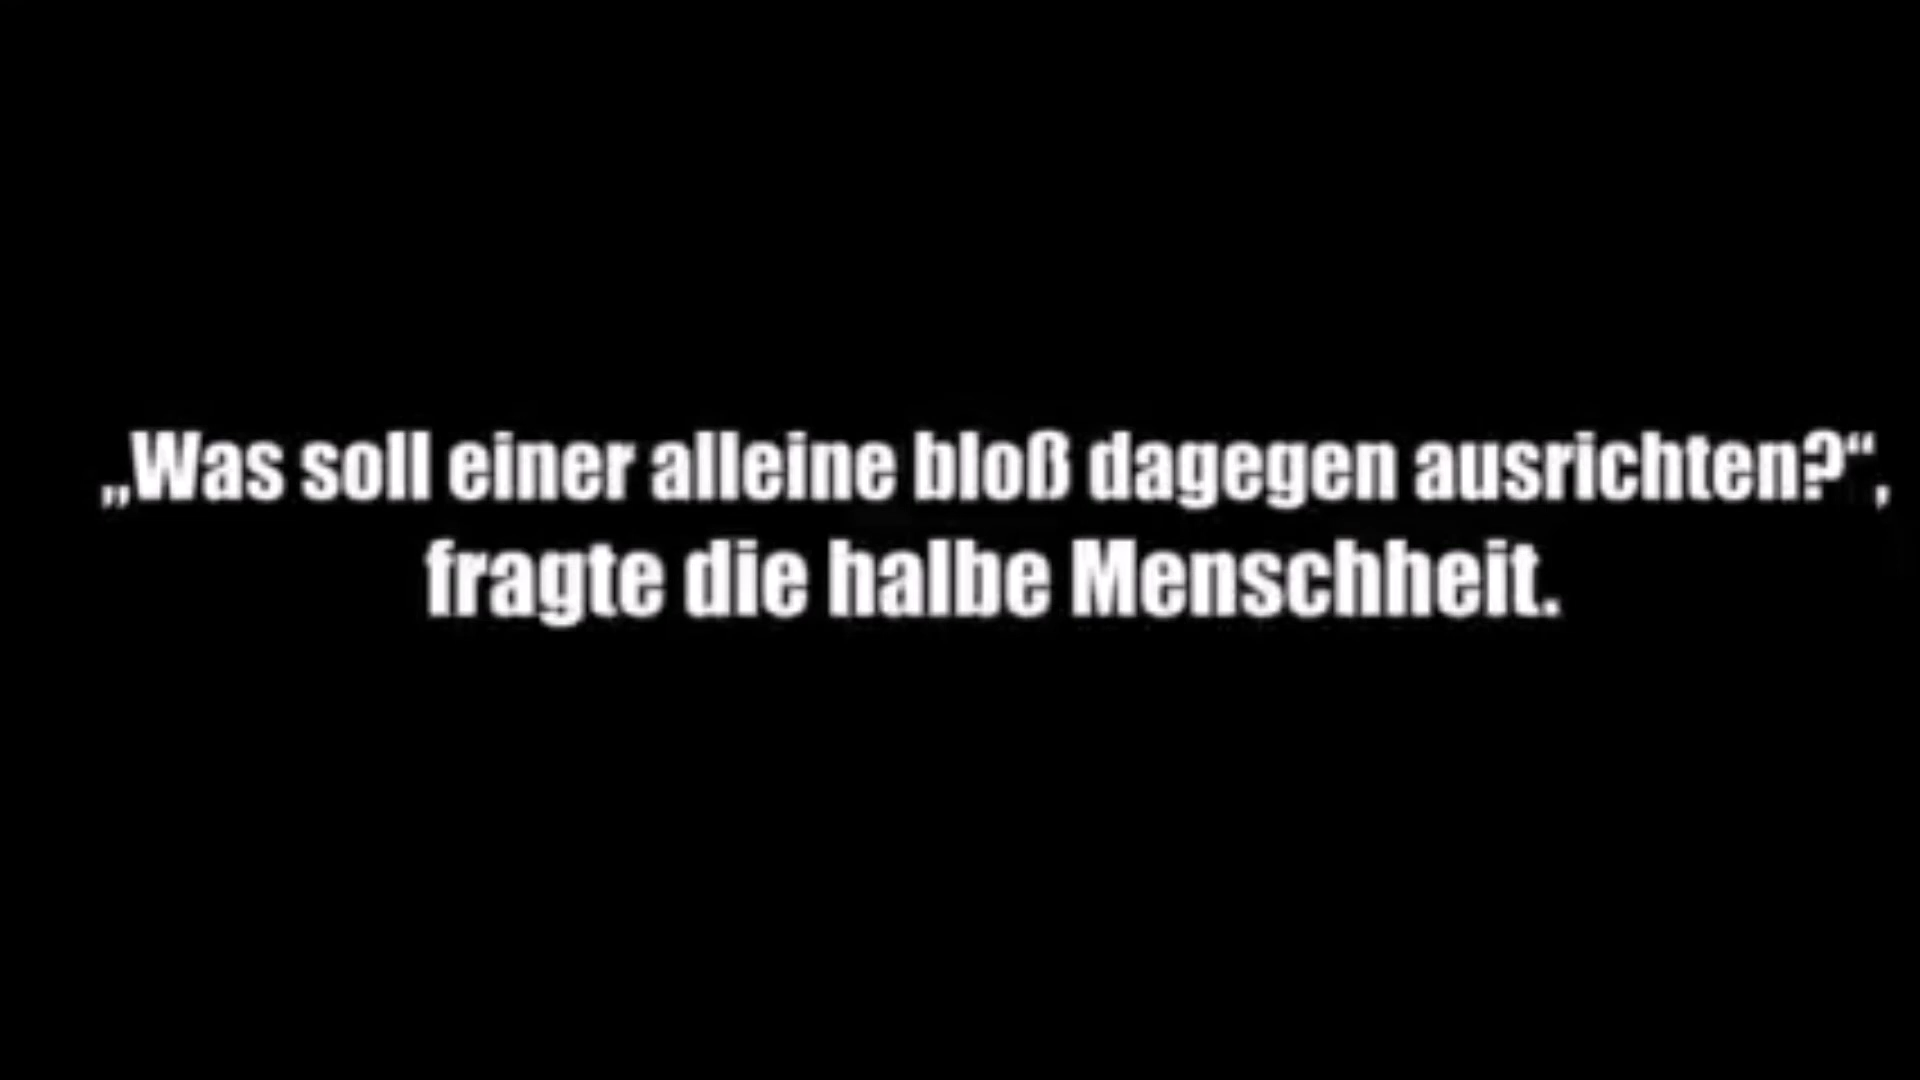 „Was soll einer alleine bloß dagegen ausrichten?“,
fragte die halbe Menschheit.